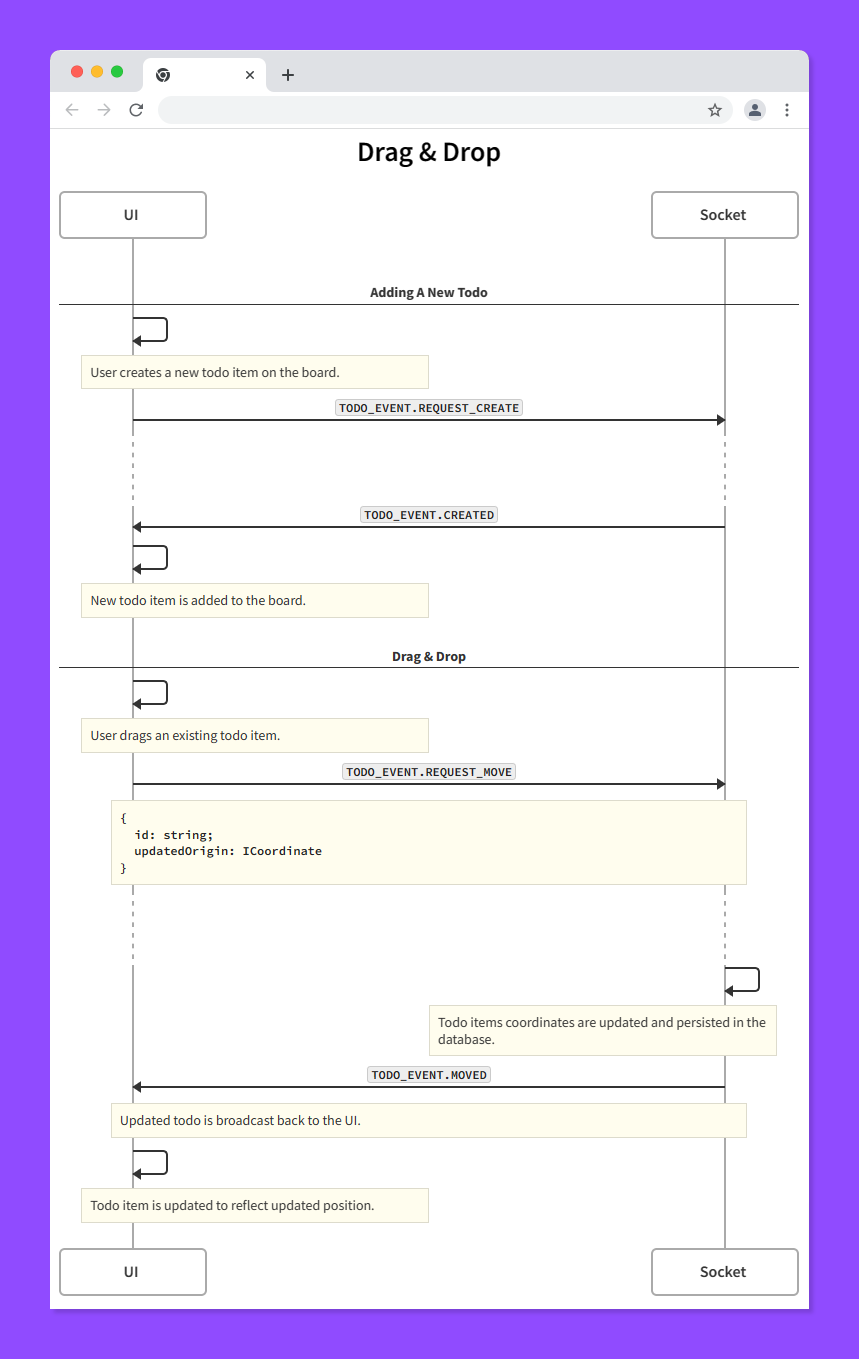 Drag & Drop
UI
Socket
Adding A New Todo
User creates a new todo item on the board.
TODO_EVENT.REQUEST_CREATE
TODO_EVENT.CREATED
New todo item is added to the board.
Drag & Drop
User drags an existing todo item.
TODO_EVENT.REQUEST_MOVE
{
  id: string;
  updatedOrigin: ICoordinate
}
Todo items coordinates are updated and persisted in the
database.
TODO_EVENT.MOVED
Updated todo is broadcast back to the UI.
Todo item is updated to reflect updated position.
UI
Socket